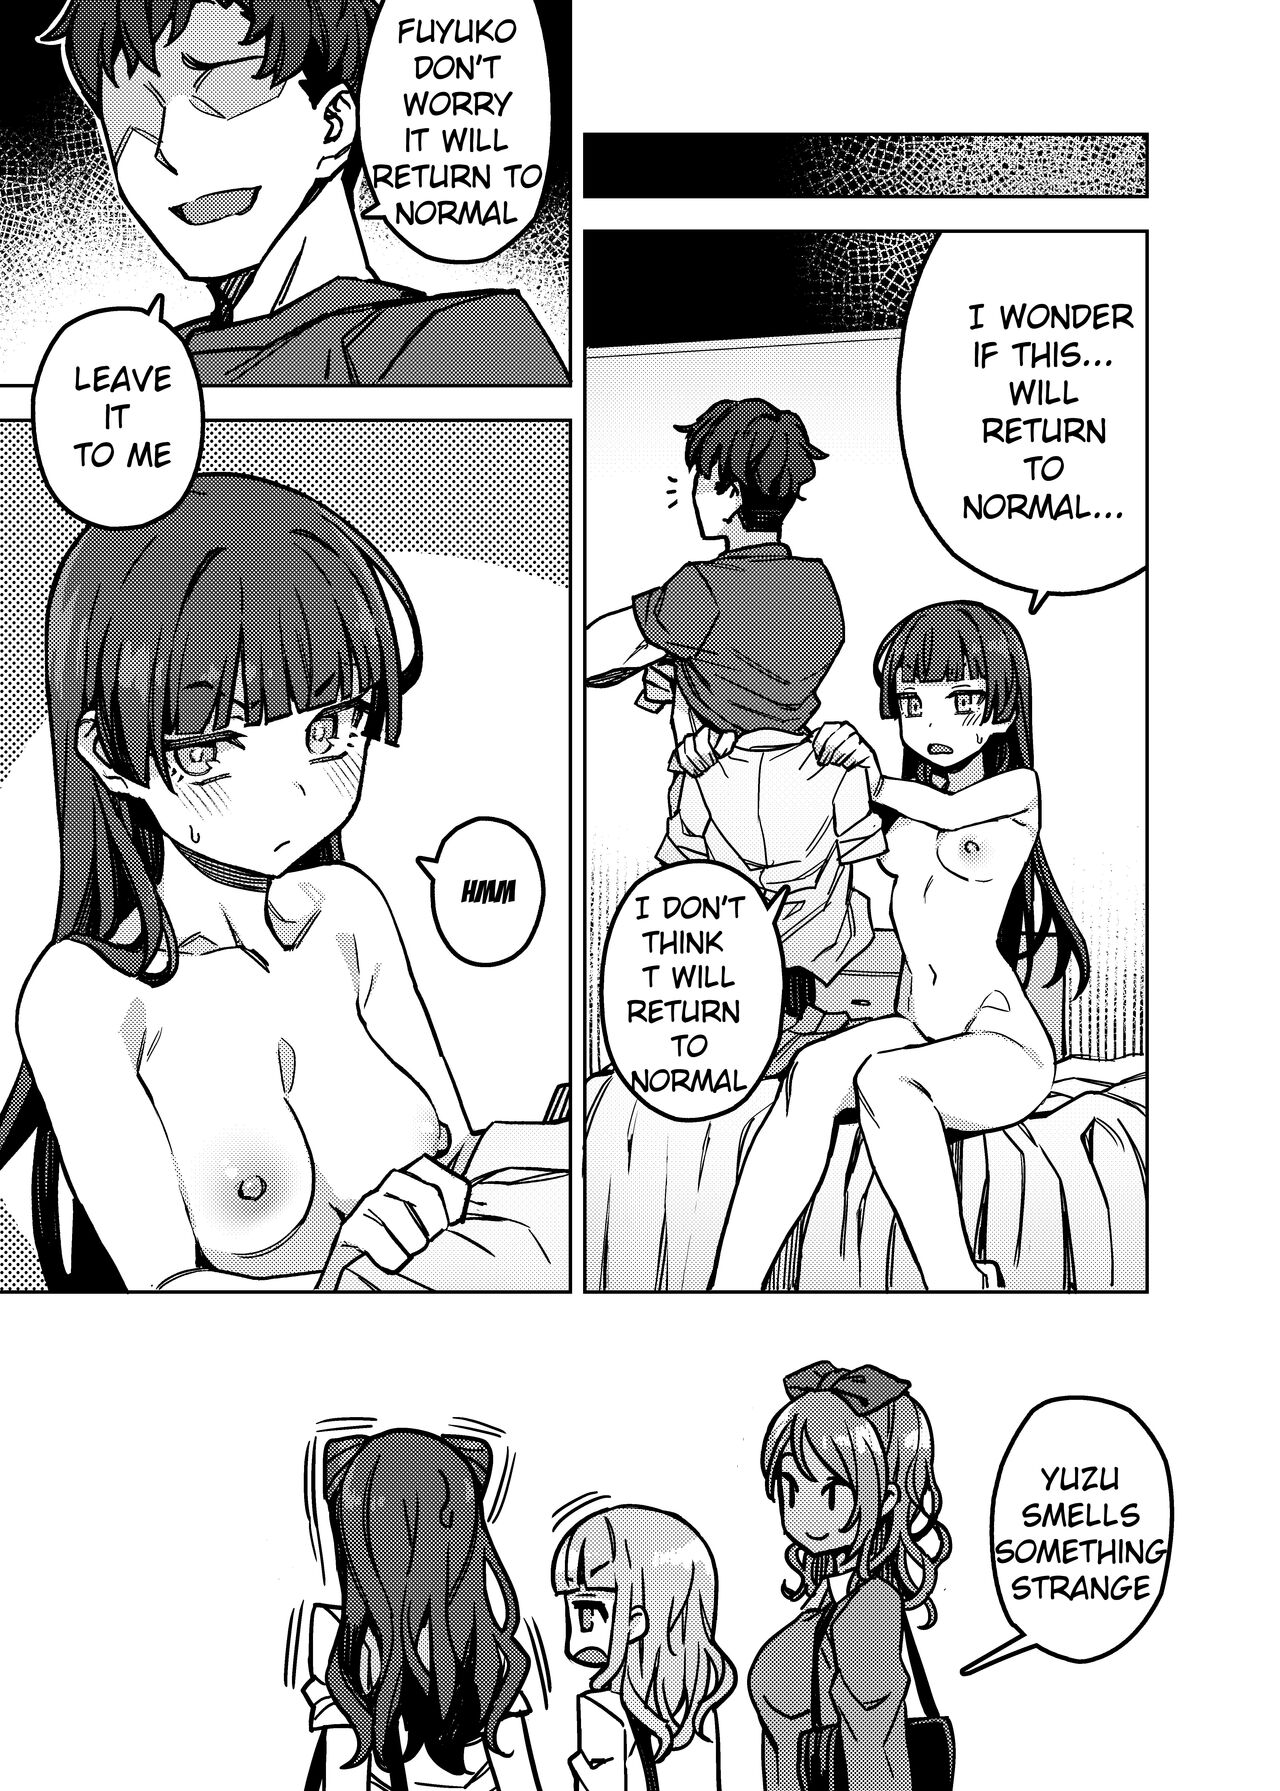 I WONDER
IF THIS...
WILL
RETURN
TO
NORMAL...
I DON'T
THINK
T WILL
RETURN
TO
NORMAL
FUYUKO
DON'T
WORRY
IT WILL
RETURN TO
NORMAL
LEAVE
IT
TO ME
HMM
YUZU
SMELLS
SOMETHING
STRANGE